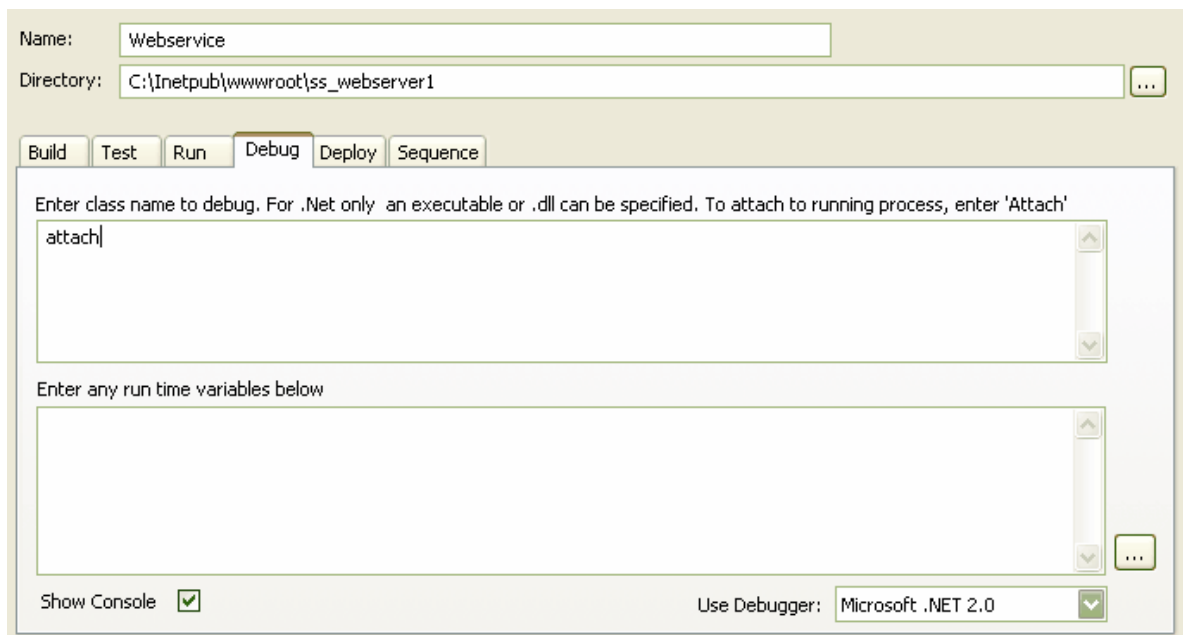 Name: Webservice
Directory: C:\Inetpub\wwwroot\ss_webserver1 ...
Build Test Run Debug Deploy Sequence
Enter class name to debug. For .Net only an executable or .dll can be specified. To attach to running process, enter 'Attach'
attach
Enter any run time variables below
...
Show Console Use Debugger: Microsoft .NET 2.0